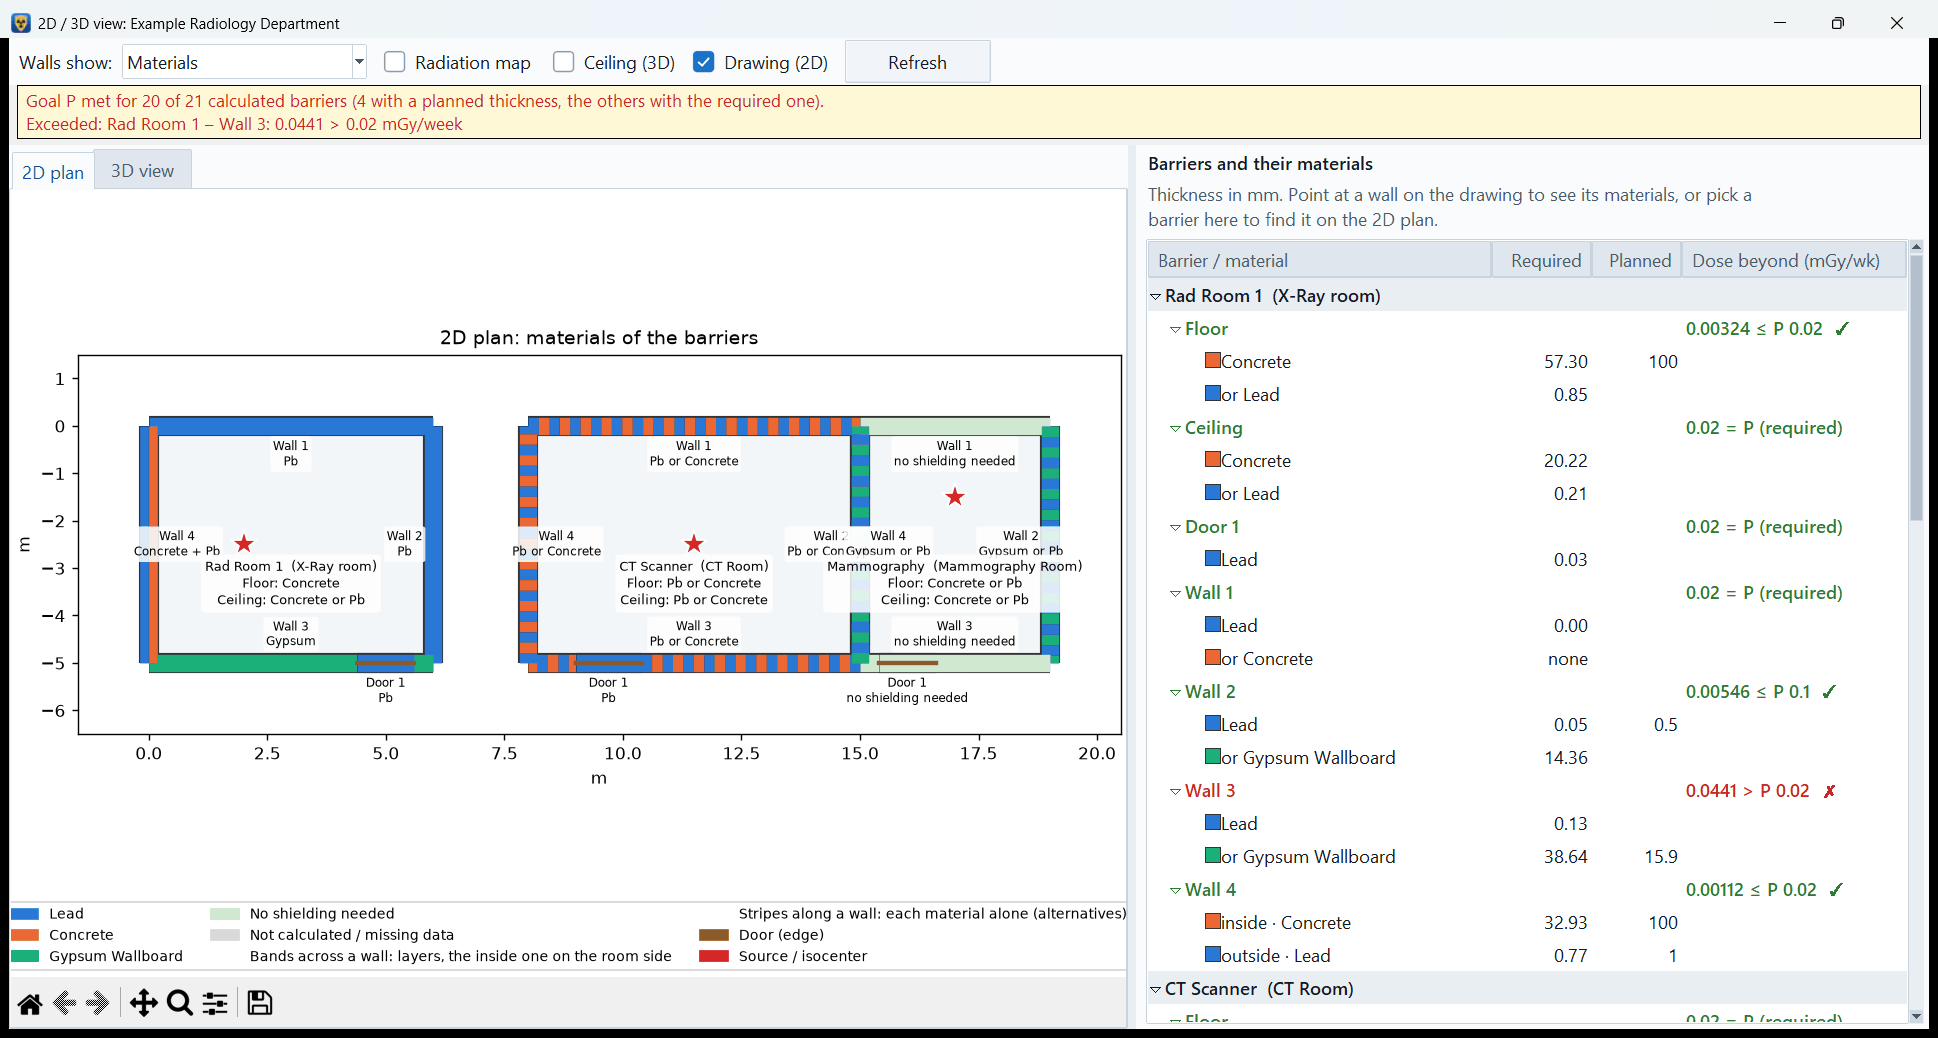 2D / 3D view: Example Radiology Department
Walls show: Materials Radiation map Ceiling (3D) Drawing (2D) Refresh
Goal P met for 20 of 21 calculated barriers (4 with a planned thickness, the others with the required one).
Exceeded: Rad Room 1 – Wall 3: 0.0441 > 0.02 mGy/week
2D plan 3D view
2D plan: materials of the barriers
1
0
−1
−2
−3
−4
−5
−6
m
0.0 2.5 5.0 7.5 10.0 12.5 15.0 17.5 20.0
m
Wall 1
Pb
Wall 4
Concrete + Pb
Wall 2
Pb
Rad Room 1 (X-Ray room)
Floor: Concrete
Ceiling: Concrete or Pb
Wall 3
Gypsum
Door 1
Pb
Wall 1
Pb or Concrete
Wall 4
Pb or Concrete
Wall 2
Pb or Con
CT Scanner (CT Room)
Floor: Pb or Concrete
Ceiling: Pb or Concrete
Wall 3
Pb or Concrete
Door 1
Pb
Wall 1
no shielding needed
Wall 4
Gypsum or Pb
Wall 2
Gypsum or Pb
Mammography (Mammography Room)
Floor: Concrete or Pb
Ceiling: Concrete or Pb
Wall 3
no shielding needed
Door 1
no shielding needed
Lead
Concrete
Gypsum Wallboard
No shielding needed
Not calculated / missing data
Bands across a wall: layers, the inside one on the room side
Stripes along a wall: each material alone (alternatives)
Door (edge)
Source / isocenter
Barriers and their materials
Thickness in mm. Point at a wall on the drawing to see its materials, or pick a
barrier here to find it on the 2D plan.
Barrier / material Required Planned Dose beyond (mGy/wk)
Rad Room 1 (X-Ray room)
Floor 0.00324 ≤ P 0.02 ✓
Concrete 57.30 100
or Lead 0.85
Ceiling 0.02 = P (required)
Concrete 20.22
or Lead 0.21
Door 1 0.02 = P (required)
Lead 0.03
Wall 1 0.02 = P (required)
Lead 0.00
or Concrete none
Wall 2 0.00546 ≤ P 0.1 ✓
Lead 0.05 0.5
or Gypsum Wallboard 14.36
Wall 3 0.0441 > P 0.02 ✗
Lead 0.13
or Gypsum Wallboard 38.64 15.9
Wall 4 0.00112 ≤ P 0.02 ✓
inside · Concrete 32.93 100
outside · Lead 0.77 1
CT Scanner (CT Room)
Floor 0.02 = P (required)